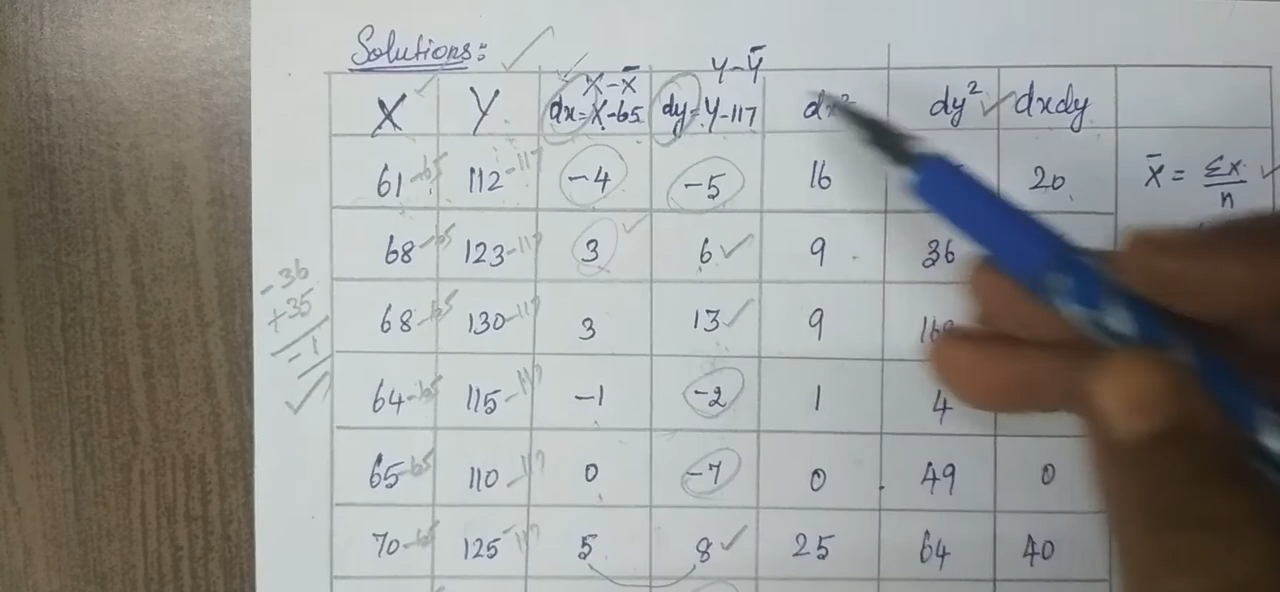 Solutions:
X-X̄ Y-Ȳ
X Y dx=X-65 dy=Y-117 dx² dy² dxdy
61-65 112-117 -4 -5 16 20 X̄ = Σx/n
68-65 123-117 3 6 9 36
-36
+35
-1
68-65 130-117 3 13 9
64-65 115-117 -1 -2 1 4
65-65 110-117 0 -7 0 49 0
70-65 125-117 5 8 25 64 40